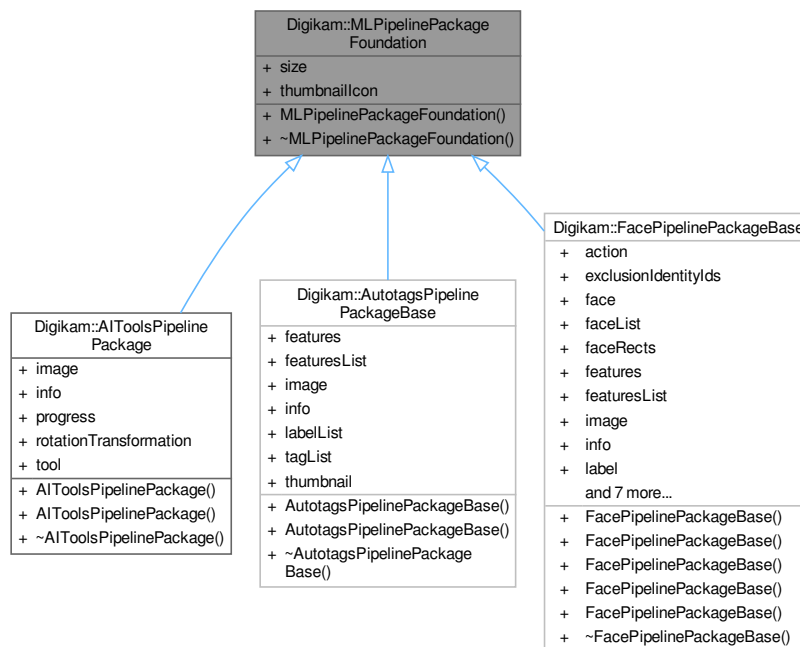 Digikam::MLPipelinePackage
Foundation
+ size
+ thumbnailIcon
+ MLPipelinePackageFoundation()
+ ~MLPipelinePackageFoundation()
Digikam::AIToolsPipeline
Package
+ image
+ info
+ progress
+ rotationTransformation
+ tool
+ AIToolsPipelinePackage()
+ AIToolsPipelinePackage()
+ ~AIToolsPipelinePackage()
Digikam::AutotagsPipeline
PackageBase
+ features
+ featuresList
+ image
+ info
+ labelList
+ tagList
+ thumbnail
+ AutotagsPipelinePackageBase()
+ AutotagsPipelinePackageBase()
+ ~AutotagsPipelinePackage
Base()
Digikam::FacePipelinePackageBase
+ action
+ exclusionIdentityIds
+ face
+ faceList
+ faceRects
+ features
+ featuresList
+ image
+ info
+ label
and 7 more...
+ FacePipelinePackageBase()
+ FacePipelinePackageBase()
+ FacePipelinePackageBase()
+ FacePipelinePackageBase()
+ FacePipelinePackageBase()
+ ~FacePipelinePackageBase()